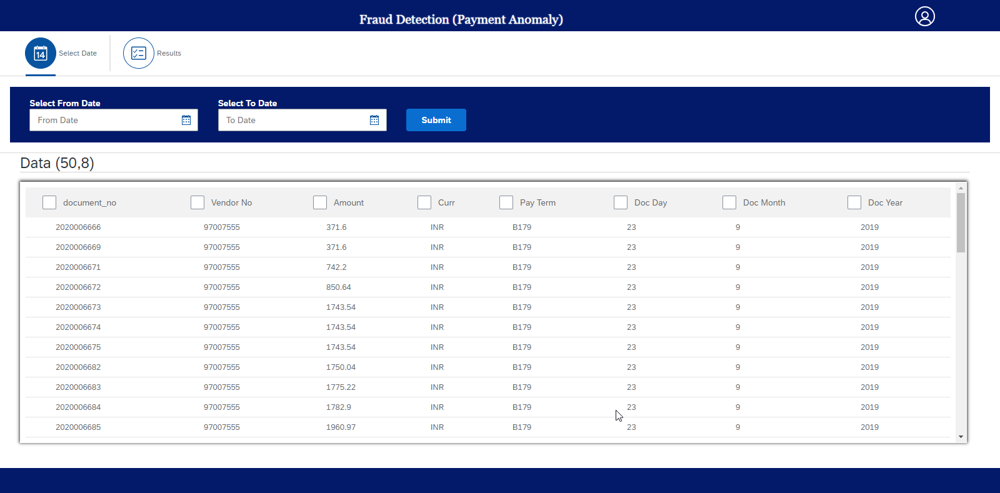 Fraud Detection (Payment Anomaly)
14 Select Date Results
Select From Date Select To Date
From Date To Date Submit
Data (50,8)
document_no Vendor No Amount Curr Pay Term Doc Day Doc Month Doc Year
2020006666 97007555 371.6 INR B179 23 9 2019
2020006669 97007555 371.6 INR B179 23 9 2019
2020006671 97007555 742.2 INR B179 23 9 2019
2020006672 97007555 850.64 INR B179 23 9 2019
2020006673 97007555 1743.54 INR B179 23 9 2019
2020006674 97007555 1743.54 INR B179 23 9 2019
2020006675 97007555 1743.54 INR B179 23 9 2019
2020006682 97007555 1750.04 INR B179 23 9 2019
2020006683 97007555 1775.22 INR B179 23 9 2019
2020006684 97007555 1782.9 INR B179 23 9 2019
2020006685 97007555 1960.97 INR B179 23 9 2019